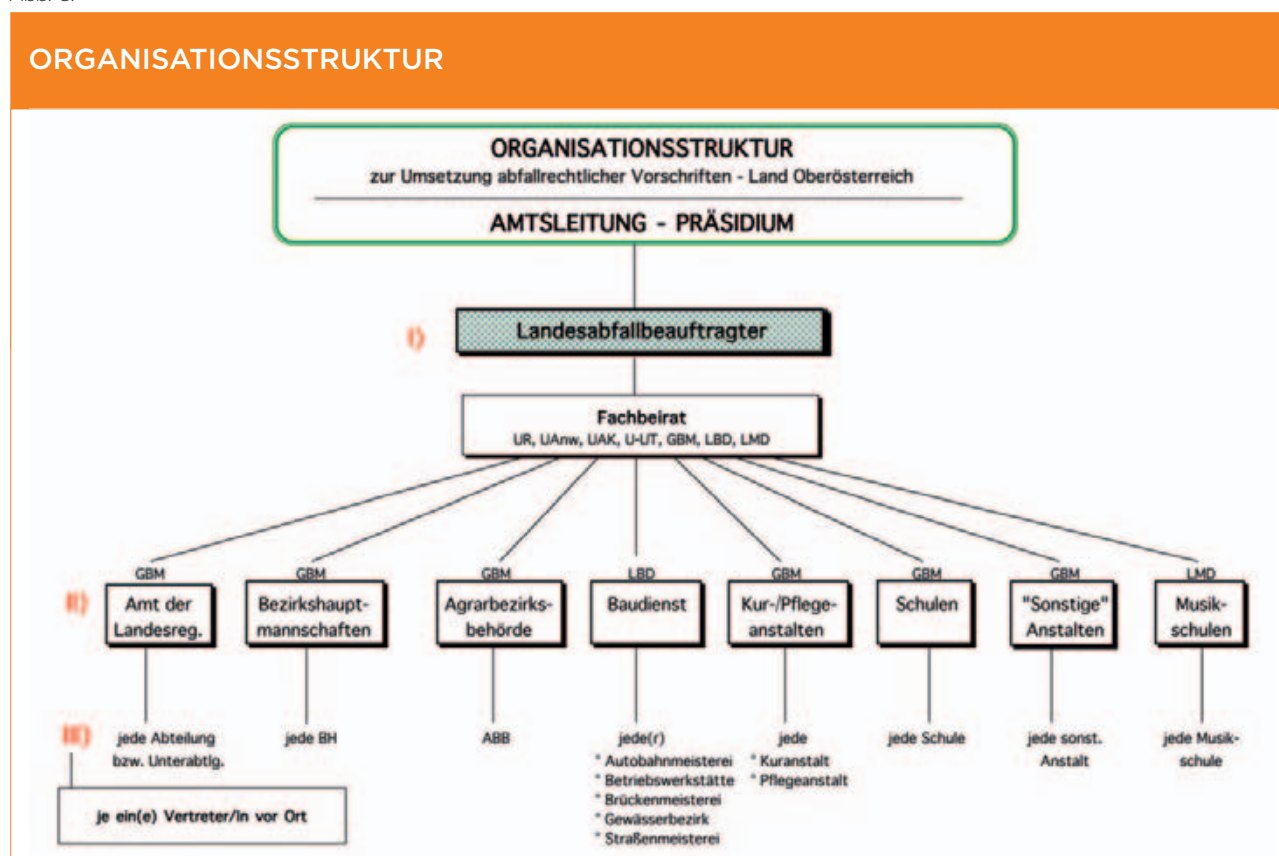 ORGANISATIONSSTRUKTUR
ORGANISATIONSSTRUKTUR
zur Umsetzung abfallrechtlicher Vorschriften - Land Oberösterreich
AMTSLEITUNG - PRÄSIDIUM
I)
Landesabfallbeauftragter
Fachbeirat
UR, UAnw, UAK, U-UT, GBM, LBD, LMD
GBM
GBM
GBM
LBD
GBM
GBM
GBM
LMD
II)
Amt der
Landesreg.
Bezirkshaupt-
mannschaften
Agrarbezirks-
behörde
Baudienst
Kur-/Pflege-
anstalten
Schulen
"Sonstige"
Anstalten
Musik-
schulen
III)
jede Abteilung
bzw. Unterabtlg.
jede BH
ABB
jede(r)
* Autobahnmeisterei
* Betriebswerkstätte
* Brückenmeisterei
* Gewässerbezirk
* Straßenmeisterei
jede
* Kuranstalt
* Pflegeanstalt
jede Schule
jede sonst.
Anstalt
jede Musik-
schule
je ein(e) Vertreter/In vor Ort